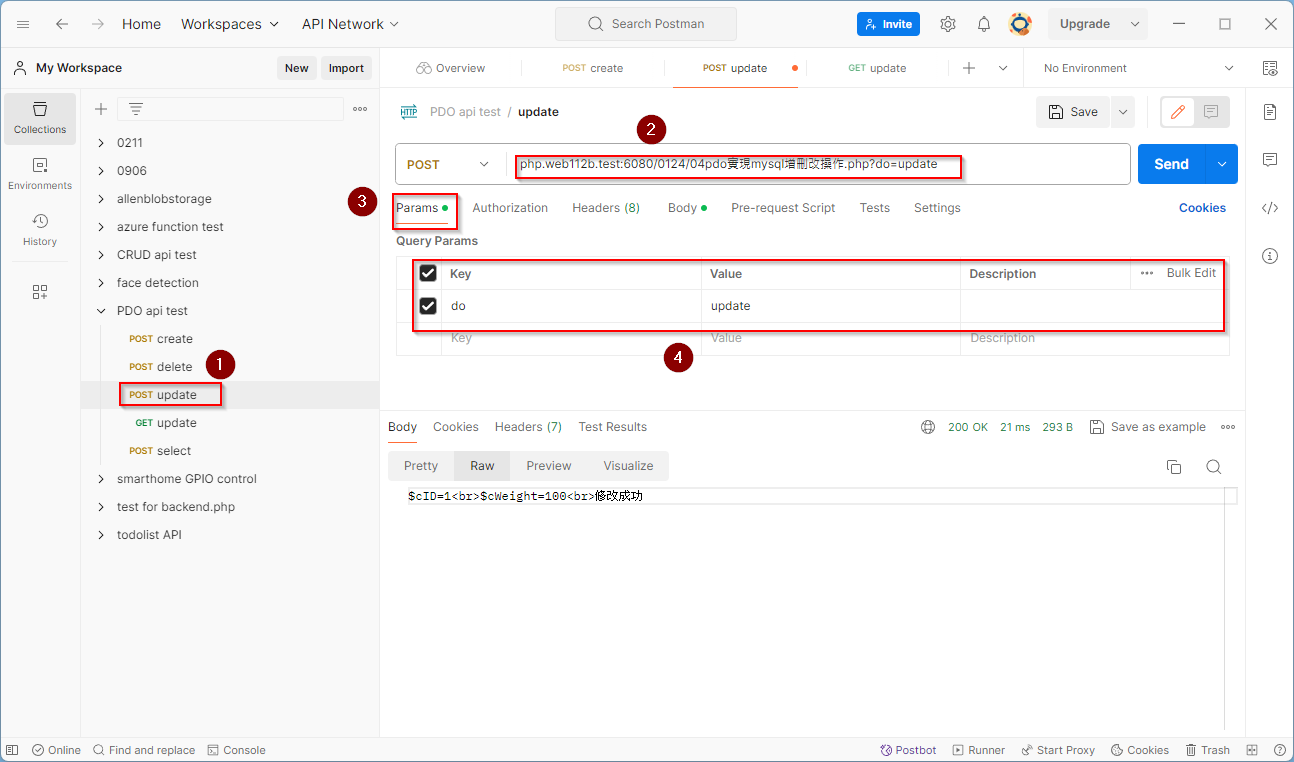 Home Workspaces API Network Search Postman Invite Upgrade
My Workspace New Import
Overview POST create POST update GET update No Environment
Collections
Environments
History
0211
0906
allenblobstorage
azure function test
CRUD api test
face detection
PDO api test
POST create
POST delete
POST update
GET update
POST select
smarthome GPIO control
test for backend.php
todolist API
1
HTTP PDO api test / update Save
2
POST php.web112b.test:6080/0124/04pdo實現mysql增刪改操作.php?do=update Send
3
Params Authorization Headers (8) Body Pre-request Script Tests Settings Cookies
Query Params
Key Value Description Bulk Edit
do update
Key Value Description
4
Body Cookies Headers (7) Test Results 200 OK 21 ms 293 B Save as example
Pretty Raw Preview Visualize
$cID=1<br>$cWeight=100<br>修改成功
Online Find and replace Console Postbot Runner Start Proxy Cookies Trash